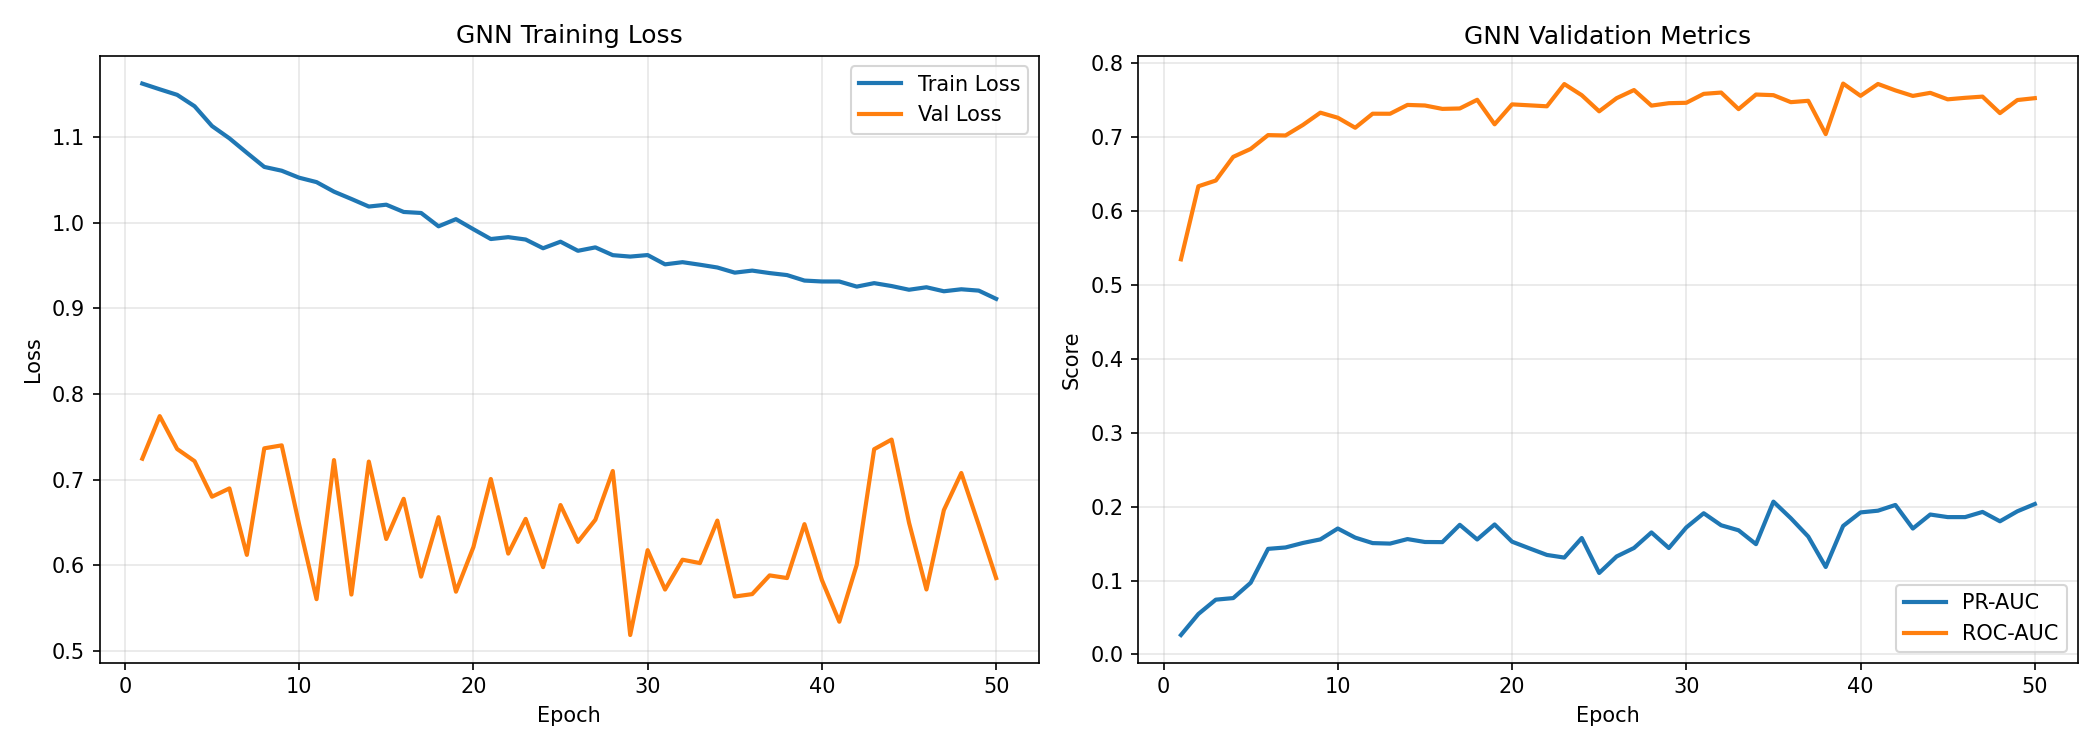 GNN Training Loss
Train Loss
Val Loss
1.1
1.0
0.9
0.8
0.7
0.6
0.5
Loss
0 10 20 30 40 50
Epoch
GNN Validation Metrics
0.8
0.7
0.6
0.5
0.4
0.3
0.2
0.1
0.0
Score
PR-AUC
ROC-AUC
0 10 20 30 40 50
Epoch